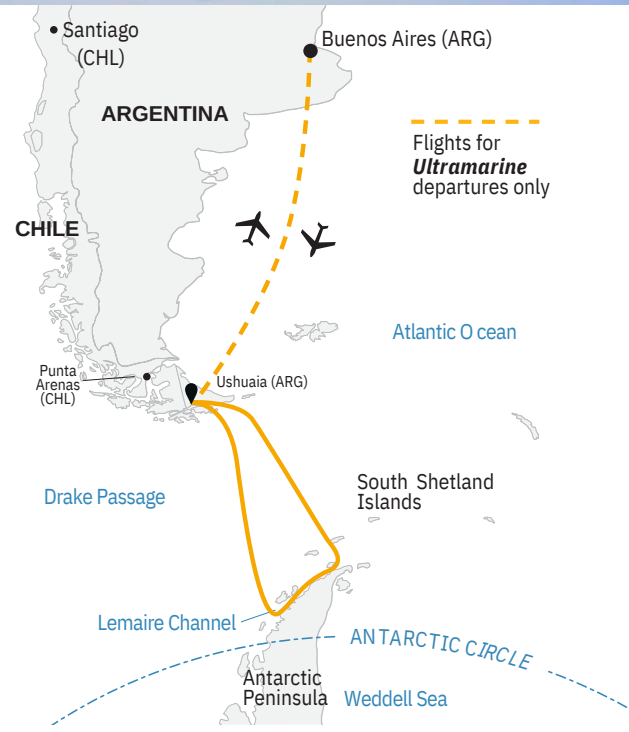 Santiago
(CHL)
Buenos Aires (ARG)
ARGENTINA
Flights for
Ultramarine
departures only
CHILE
Atlantic O cean
Punta
Arenas
(CHL)
Ushuaia (ARG)
South Shetland
Islands
Drake Passage
Lemaire Channel
ANTARCTIC CIRCLE
Antarctic
Peninsula
Weddell Sea